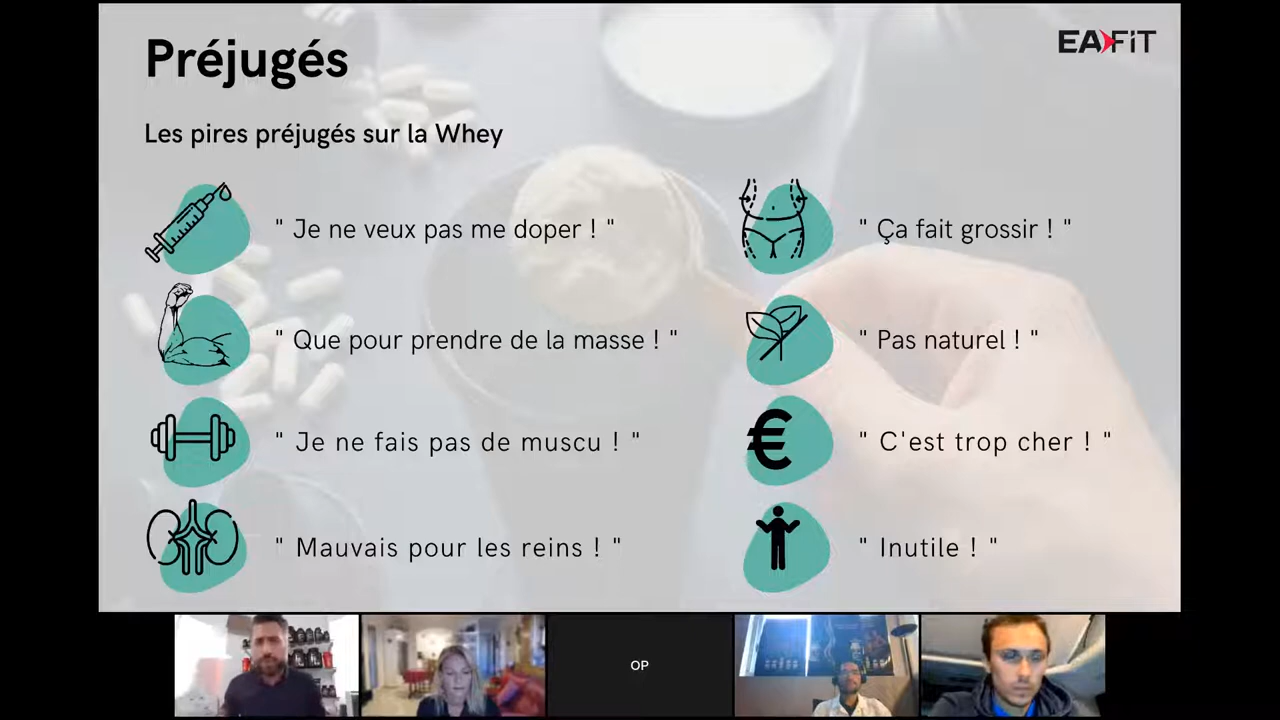 Préjugés
EAFIT
Les pires préjugés sur la Whey
" Je ne veux pas me doper ! "
" Que pour prendre de la masse ! "
" Je ne fais pas de muscu ! "
" Mauvais pour les reins ! "
" Ça fait grossir ! "
" Pas naturel ! "
€
" C'est trop cher ! "
" Inutile ! "
OP